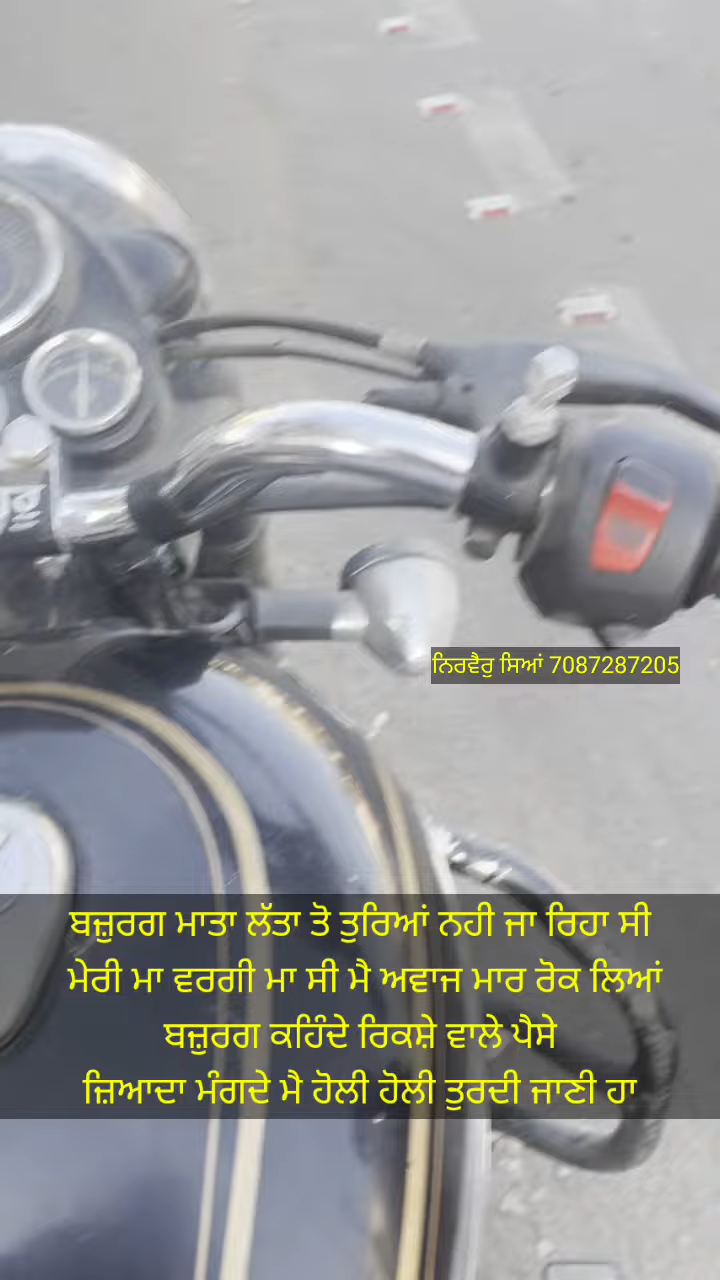 ਨਿਰਵੈਰੁ ਸਿਆਂ 7087287205
ਬਜ਼ੁਰਗ ਮਾਤਾ ਲੱਤਾ ਤੋ ਤੁਰਿਆਂ ਨਹੀ ਜਾ ਰਿਹਾ ਸੀ
ਮੇਰੀ ਮਾ ਵਰਗੀ ਮਾ ਸੀ ਮੈ ਅਵਾਜ ਮਾਰ ਰੋਕ ਲਿਆਂ
ਬਜ਼ੁਰਗ ਕਹਿੰਦੇ ਰਿਕਸ਼ੇ ਵਾਲੇ ਪੈਸੇ
ਜ਼ਿਆਦਾ ਮੰਗਦੇ ਮੈ ਹੋਲੀ ਹੋਲੀ ਤੁਰਦੀ ਜਾਣੀ ਹਾ